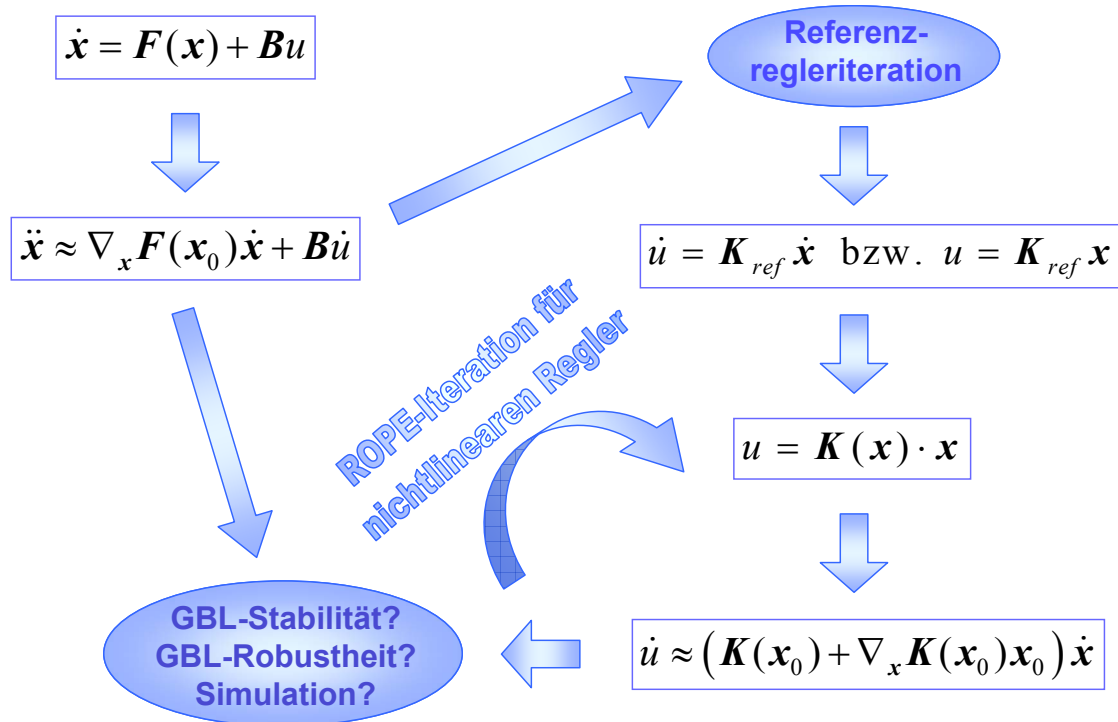 ẋ = F(x) + Bu
ẍ ≈ ∇ₓF(x₀)ẋ + Bu̇
Referenz-
regleriteration
u̇ = K_ref ẋ bzw. u = K_ref x
ROPE-Iteration für
nichtlinearen Regler
u = K(x) · x
u̇ ≈ (K(x₀) + ∇ₓK(x₀)x₀)ẋ
GBL-Stabilität?
GBL-Robustheit?
Simulation?